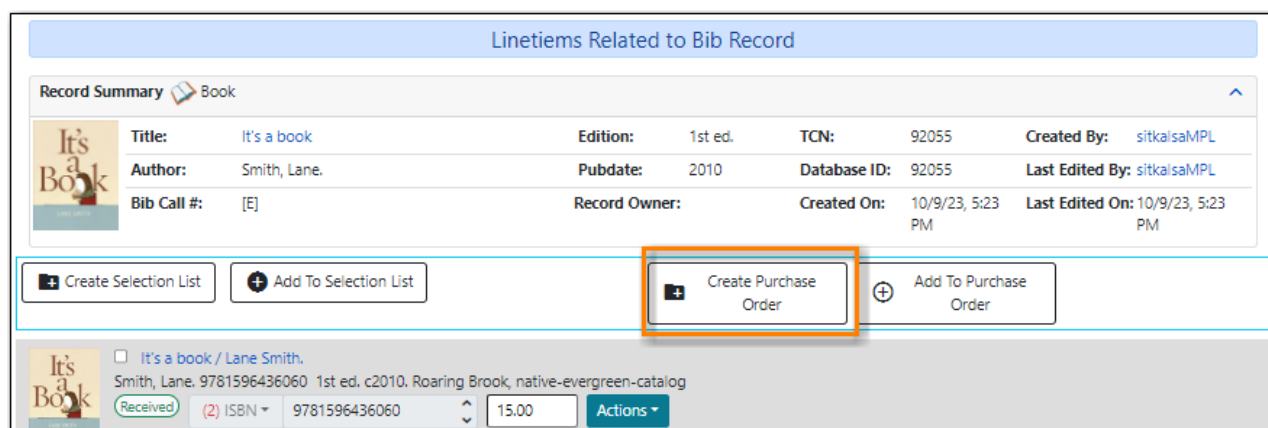 Linetiems Related to Bib Record
Record Summary Book
It's a Book LANE SMITH
Title: It's a book Edition: 1st ed. TCN: 92055 Created By: sitkalsaMPL
Author: Smith, Lane. Pubdate: 2010 Database ID: 92055 Last Edited By: sitkalsaMPL
Bib Call #: [E] Record Owner: Created On: 10/9/23, 5:23 PM Last Edited On: 10/9/23, 5:23 PM
Create Selection List Add To Selection List Create Purchase Order Add To Purchase Order
It's a Book
It's a book / Lane Smith.
Smith, Lane. 9781596436060 1st ed. c2010. Roaring Brook, native-evergreen-catalog
Received (2) ISBN 9781596436060 15.00 Actions